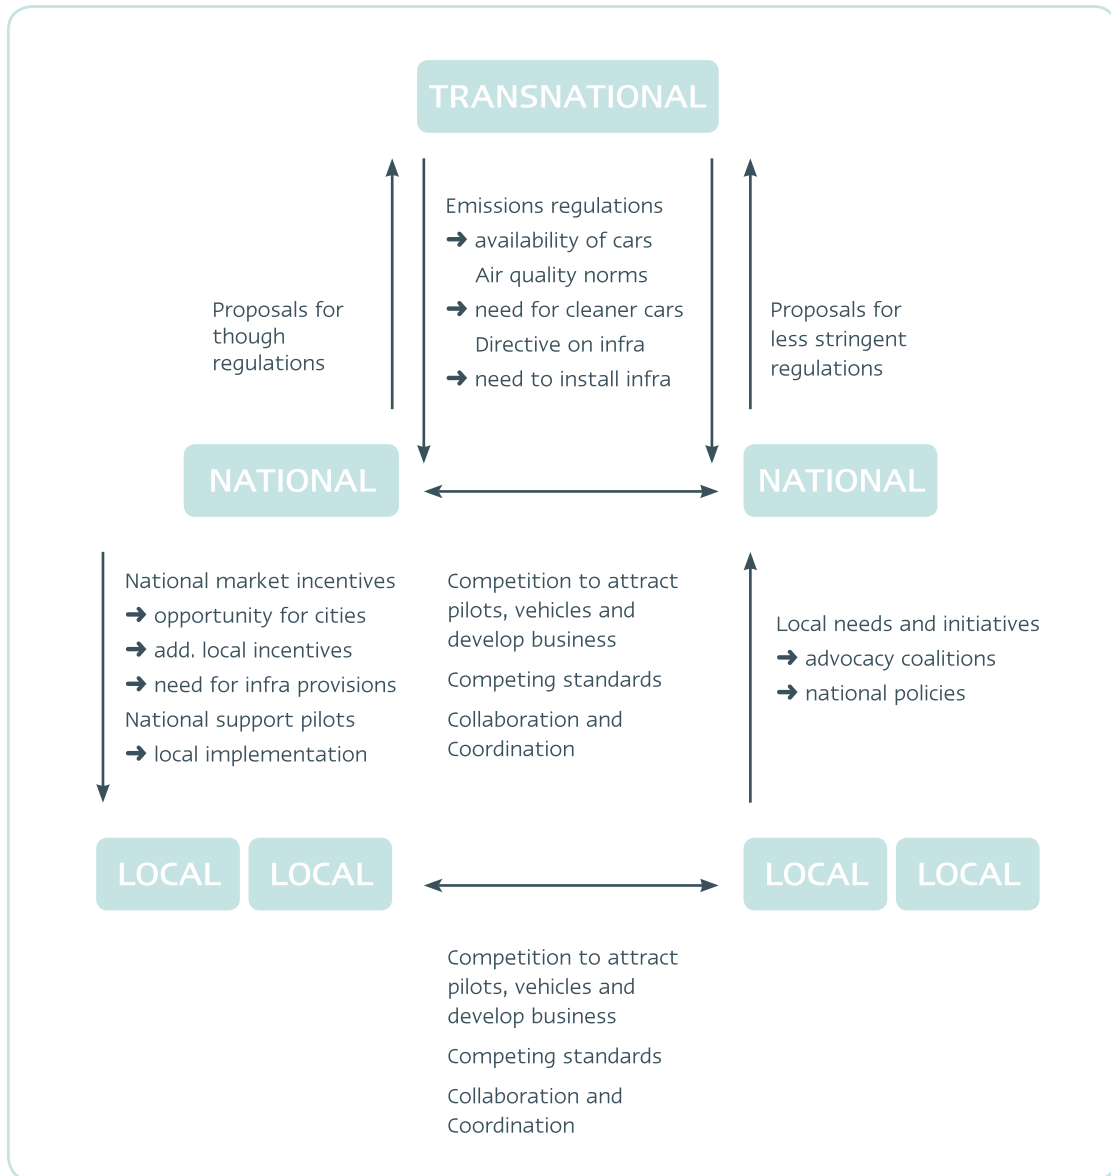 TRANSNATIONAL
Emissions regulations
➜ availability of cars
Air quality norms
➜ need for cleaner cars
Directive on infra
➜ need to install infra
Proposals for
though
regulations
Proposals for
less stringent
regulations
NATIONAL
NATIONAL
National market incentives
➜ opportunity for cities
➜ add. local incentives
➜ need for infra provisions
National support pilots
➜ local implementation
Competition to attract
pilots, vehicles and
develop business
Competing standards
Collaboration and
Coordination
Local needs and initiatives
➜ advocacy coalitions
➜ national policies
LOCAL
LOCAL
LOCAL
LOCAL
Competition to attract
pilots, vehicles and
develop business
Competing standards
Collaboration and
Coordination